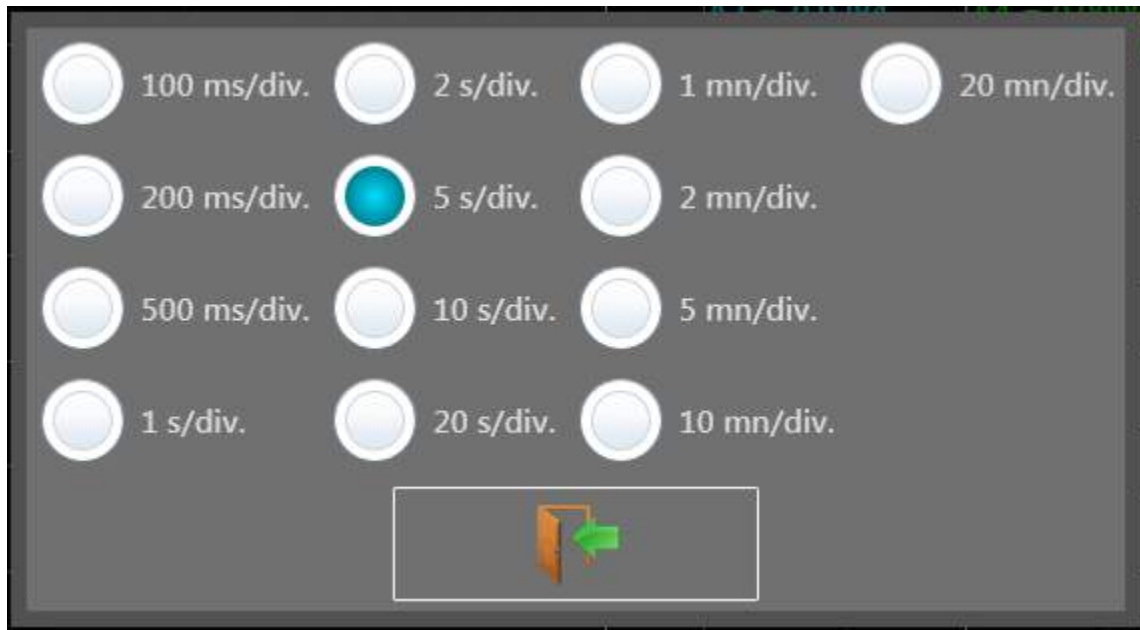 100 ms/div. 2 s/div. 1 mn/div. 20 mn/div.
200 ms/div. 5 s/div. 2 mn/div.
500 ms/div. 10 s/div. 5 mn/div.
1 s/div. 20 s/div. 10 mn/div.